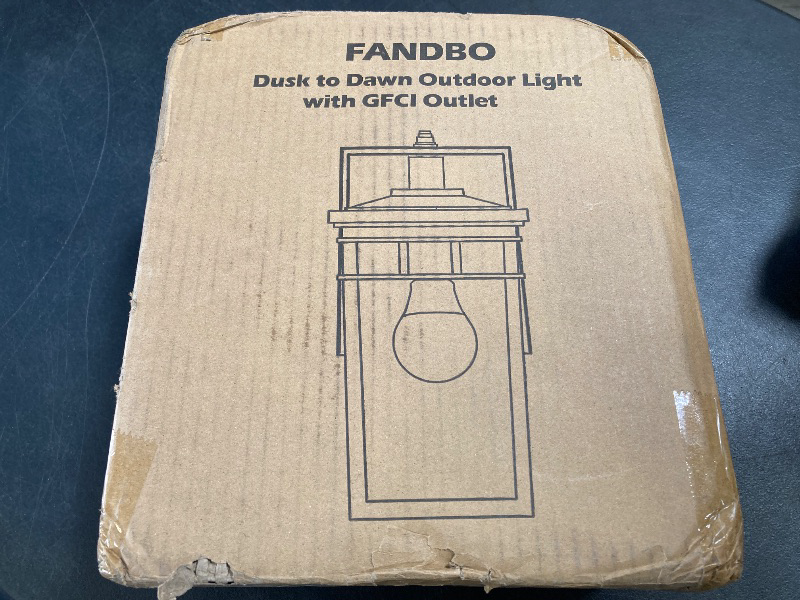 FANDBO
Dusk to Dawn Outdoor Light
with GFCI Outlet